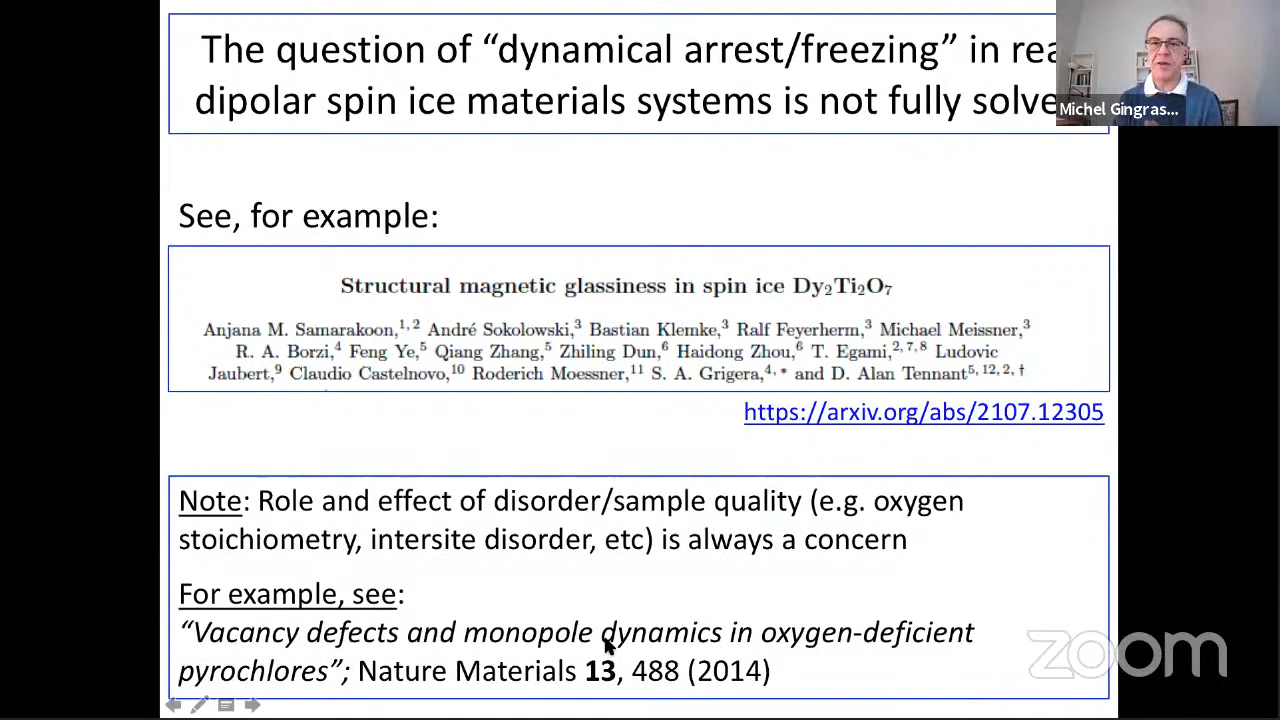 The question of “dynamical arrest/freezing” in rea
dipolar spin ice materials systems is not fully solve
Michel Gingras...
See, for example:
Structural magnetic glassiness in spin ice Dy₂Ti₂O₇
Anjana M. Samarakoon,¹,² André Sokolowski,³ Bastian Klemke,³ Ralf Feyerherm,³ Michael Meissner,³
R. A. Borzi,⁴ Feng Ye,⁵ Qiang Zhang,⁵ Zhiling Dun,⁶ Haidong Zhou,⁶ T. Egami,²,⁷,⁸ Ludovic
Jaubert,⁹ Claudio Castelnovo,¹⁰ Roderich Moessner,¹¹ S. A. Grigera,⁴,* and D. Alan Tennant⁵,¹²,²,†
https://arxiv.org/abs/2107.12305
Note: Role and effect of disorder/sample quality (e.g. oxygen
stoichiometry, intersite disorder, etc) is always a concern
For example, see:
“Vacancy defects and monopole dynamics in oxygen-deficient
pyrochlores”; Nature Materials 13, 488 (2014)
zoom